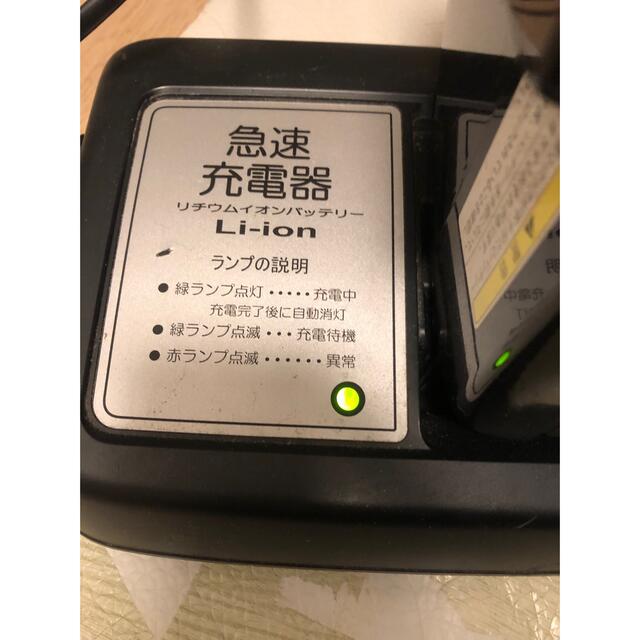 急速
充電器
リチウムイオンバッテリー
Li-ion
ランプの説明
● 緑ランプ点灯・・・・・充電中
充電完了後に自動消灯
● 緑ランプ点滅・・・充電待機
● 赤ランプ点滅・・・・・・異常